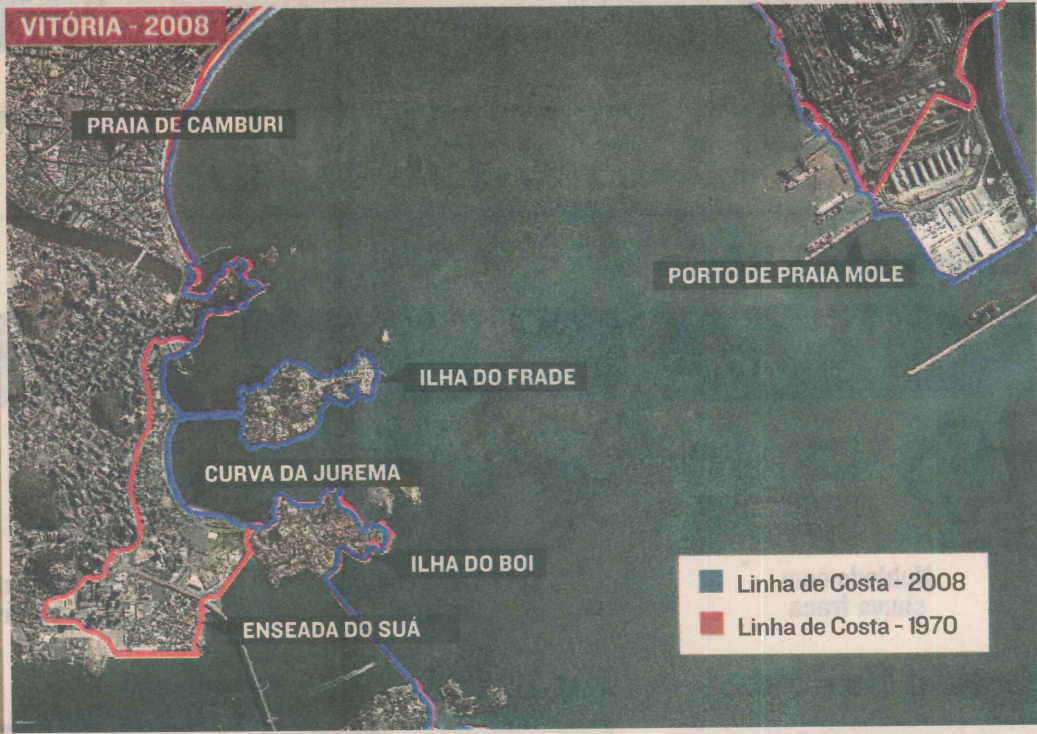 VITÓRIA - 2008
PRAIA DE CAMBURI
PORTO DE PRAIA MOLE
ILHA DO FRADE
CURVA DA JUREMA
ILHA DO BOI
ENSEADA DO SUÁ
Linha de Costa - 2008
Linha de Costa - 1970